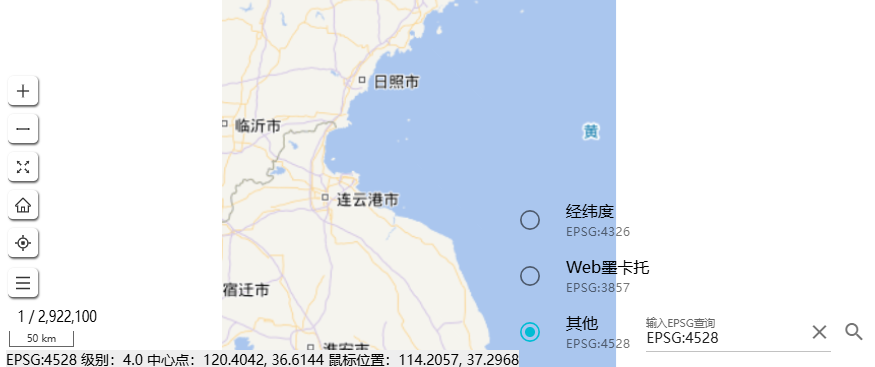 日照市
临沂市
黄
连云港市
经纬度
EPSG:4326
Web墨卡托
EPSG:3857
宿迁市
1 / 2,922,100
其他
EPSG:4528
输入EPSG查询
EPSG:4528
50 km
淮安市
EPSG:4528 级别：4.0 中心点：120.4042, 36.6144 鼠标位置：114.2057, 37.2968